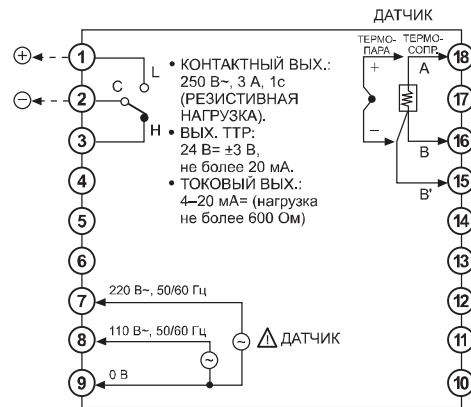 ДАТЧИК
ТЕРМО-
ПАРА
ТЕРМО-
СОПР.
+
−
A
B
B'
+
−
L
C
H
• КОНТАКТНЫЙ ВЫХ.:
250 В~, 3 А, 1с
(РЕЗИСТИВНАЯ
НАГРУЗКА).
• ВЫХ. ТТР:
24 В= ±3 В,
не более 20 мА.
• ТОКОВЫЙ ВЫХ.:
4–20 мА= (нагрузка
не более 600 Ом)
1
2
3
4
5
6
7
8
9
18
17
16
15
14
13
12
11
10
220 В~, 50/60 Гц
110 В~, 50/60 Гц
0 В
~
~
! ДАТЧИК